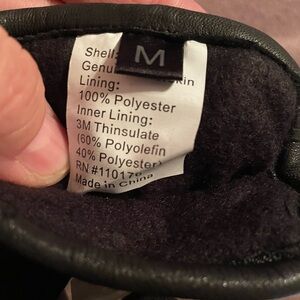 M
Shell:
100% Polyester
Lining:
Inner Lining:
3M Thinsulate
(60% Polyolefin
40% Polyester)
Made in China